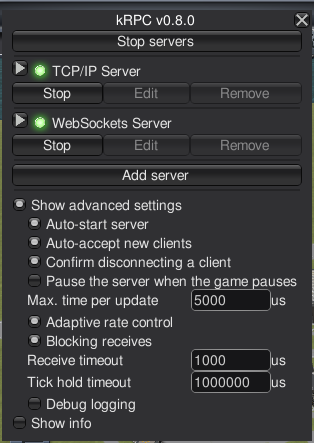 kRPC v0.8.0
Stop servers
TCP/IP Server
Stop Edit Remove
WebSockets Server
Stop Edit Remove
Add server
Show advanced settings
Auto-start server
Auto-accept new clients
Confirm disconnecting a client
Pause the server when the game pauses
Max. time per update 5000 us
Adaptive rate control
Blocking receives
Receive timeout 1000 us
Tick hold timeout 1000000 us
Debug logging
Show info